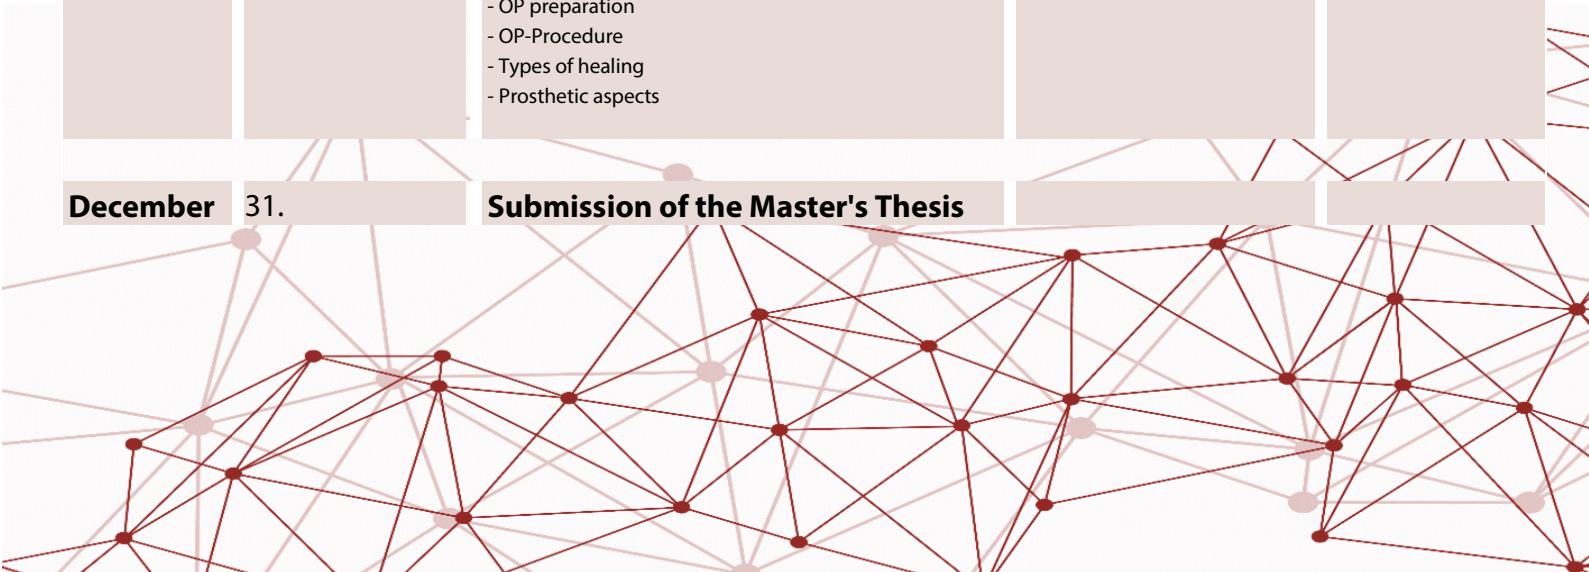 - OP preparation
- OP-Procedure
- Types of healing
- Prosthetic aspects
December 31. Submission of the Master's Thesis